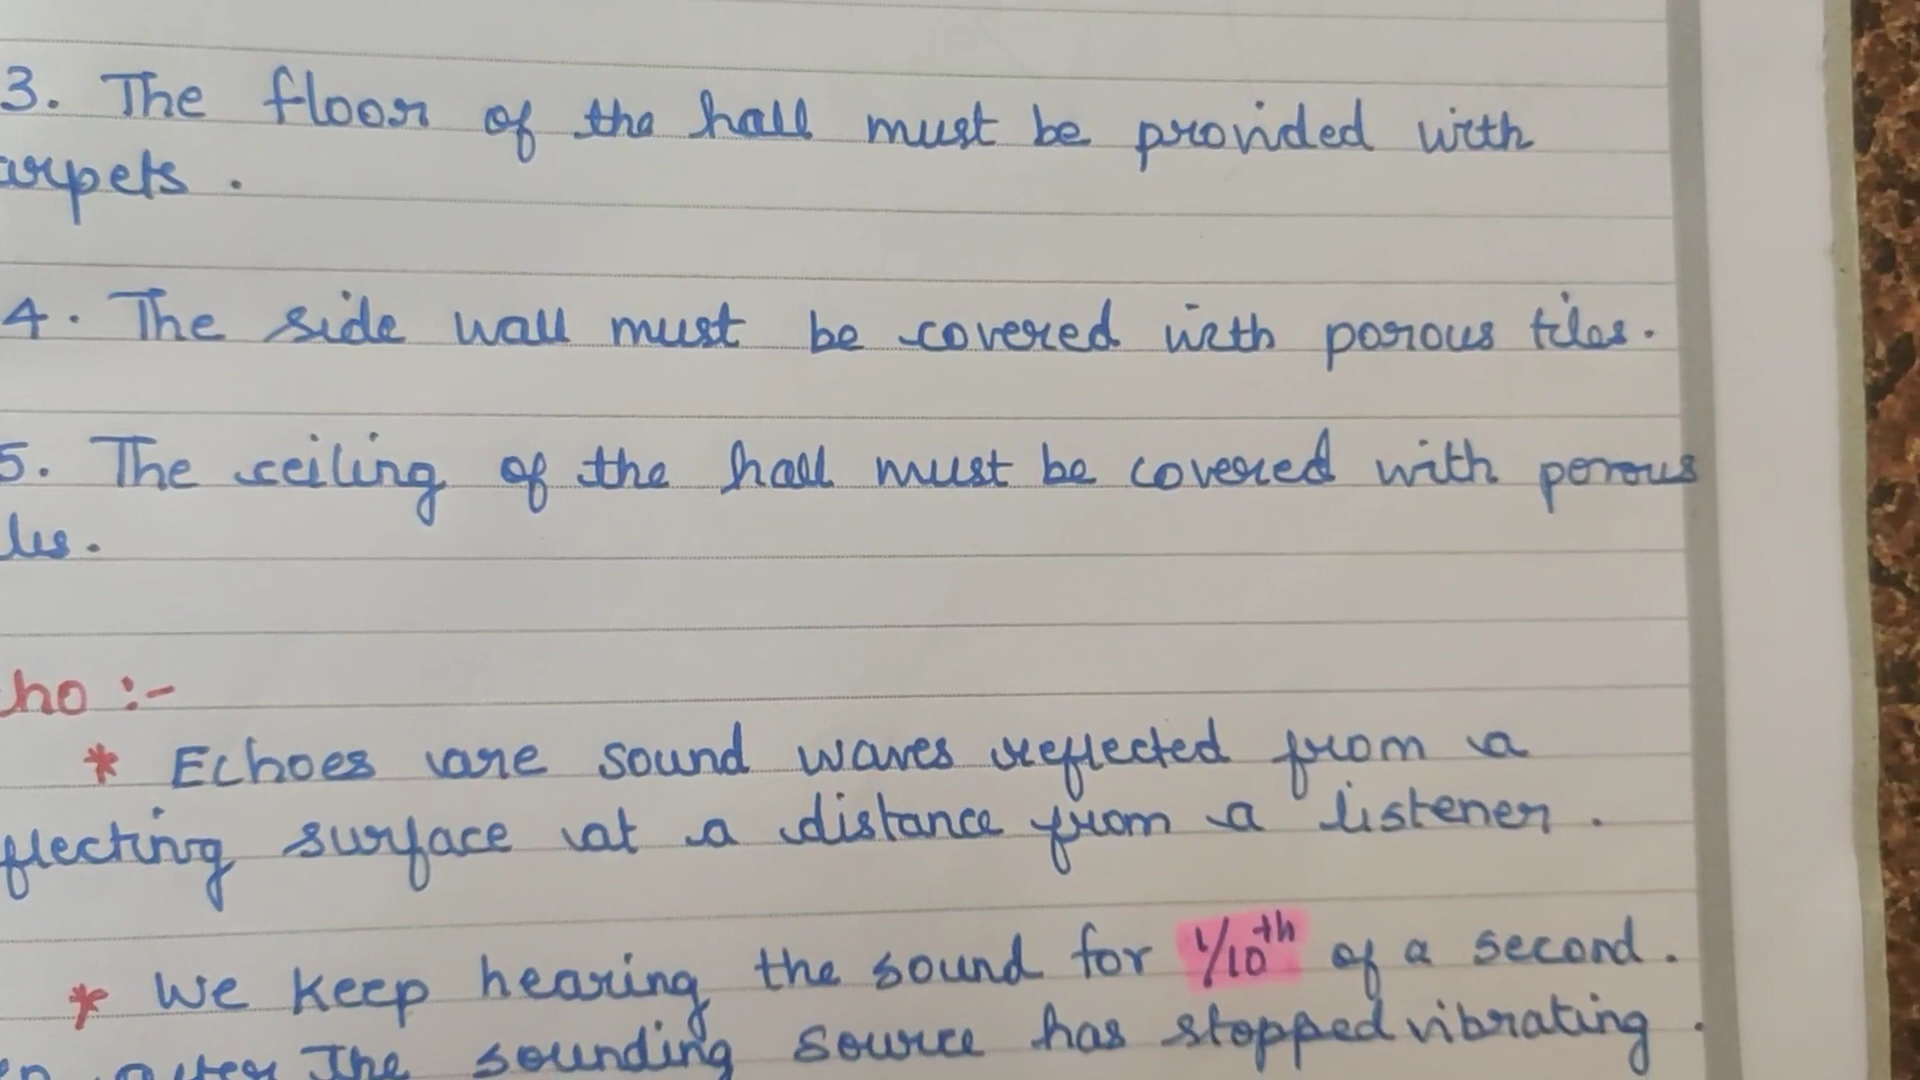 3. The floor of the hall must be provided with
arpets.
4. The side wall must be covered with porous tiles.
5. The ceiling of the hall must be covered with porous
les.
ho :-
* Echoes are sound waves reflected from a
flecting surface at a distance from a listener.
* We keep hearing the sound for 1/10th of a second.
after The sounding source has stopped vibrating.